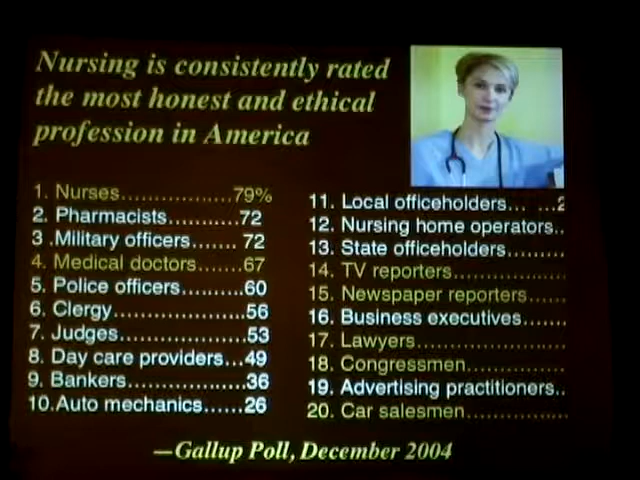 Nursing is consistently rated
the most honest and ethical
profession in America
1. Nurses.................79%
2. Pharmacists...........72
3 .Military officers....... 72
4. Medical doctors.......67
5. Police officers.........60
6. Clergy.....................56
7. Judges....................53
8. Day care providers...49
9. Bankers..................36
10.Auto mechanics......26
11. Local officeholders... ...2
12. Nursing home operators..
13. State officeholders.........
14. TV reporters..................
15. Newspaper reporters......
16. Business executives.......
17. Lawyers........................
18. Congressmen................
19. Advertising practitioners..
20. Car salesmen................
—Gallup Poll, December 2004